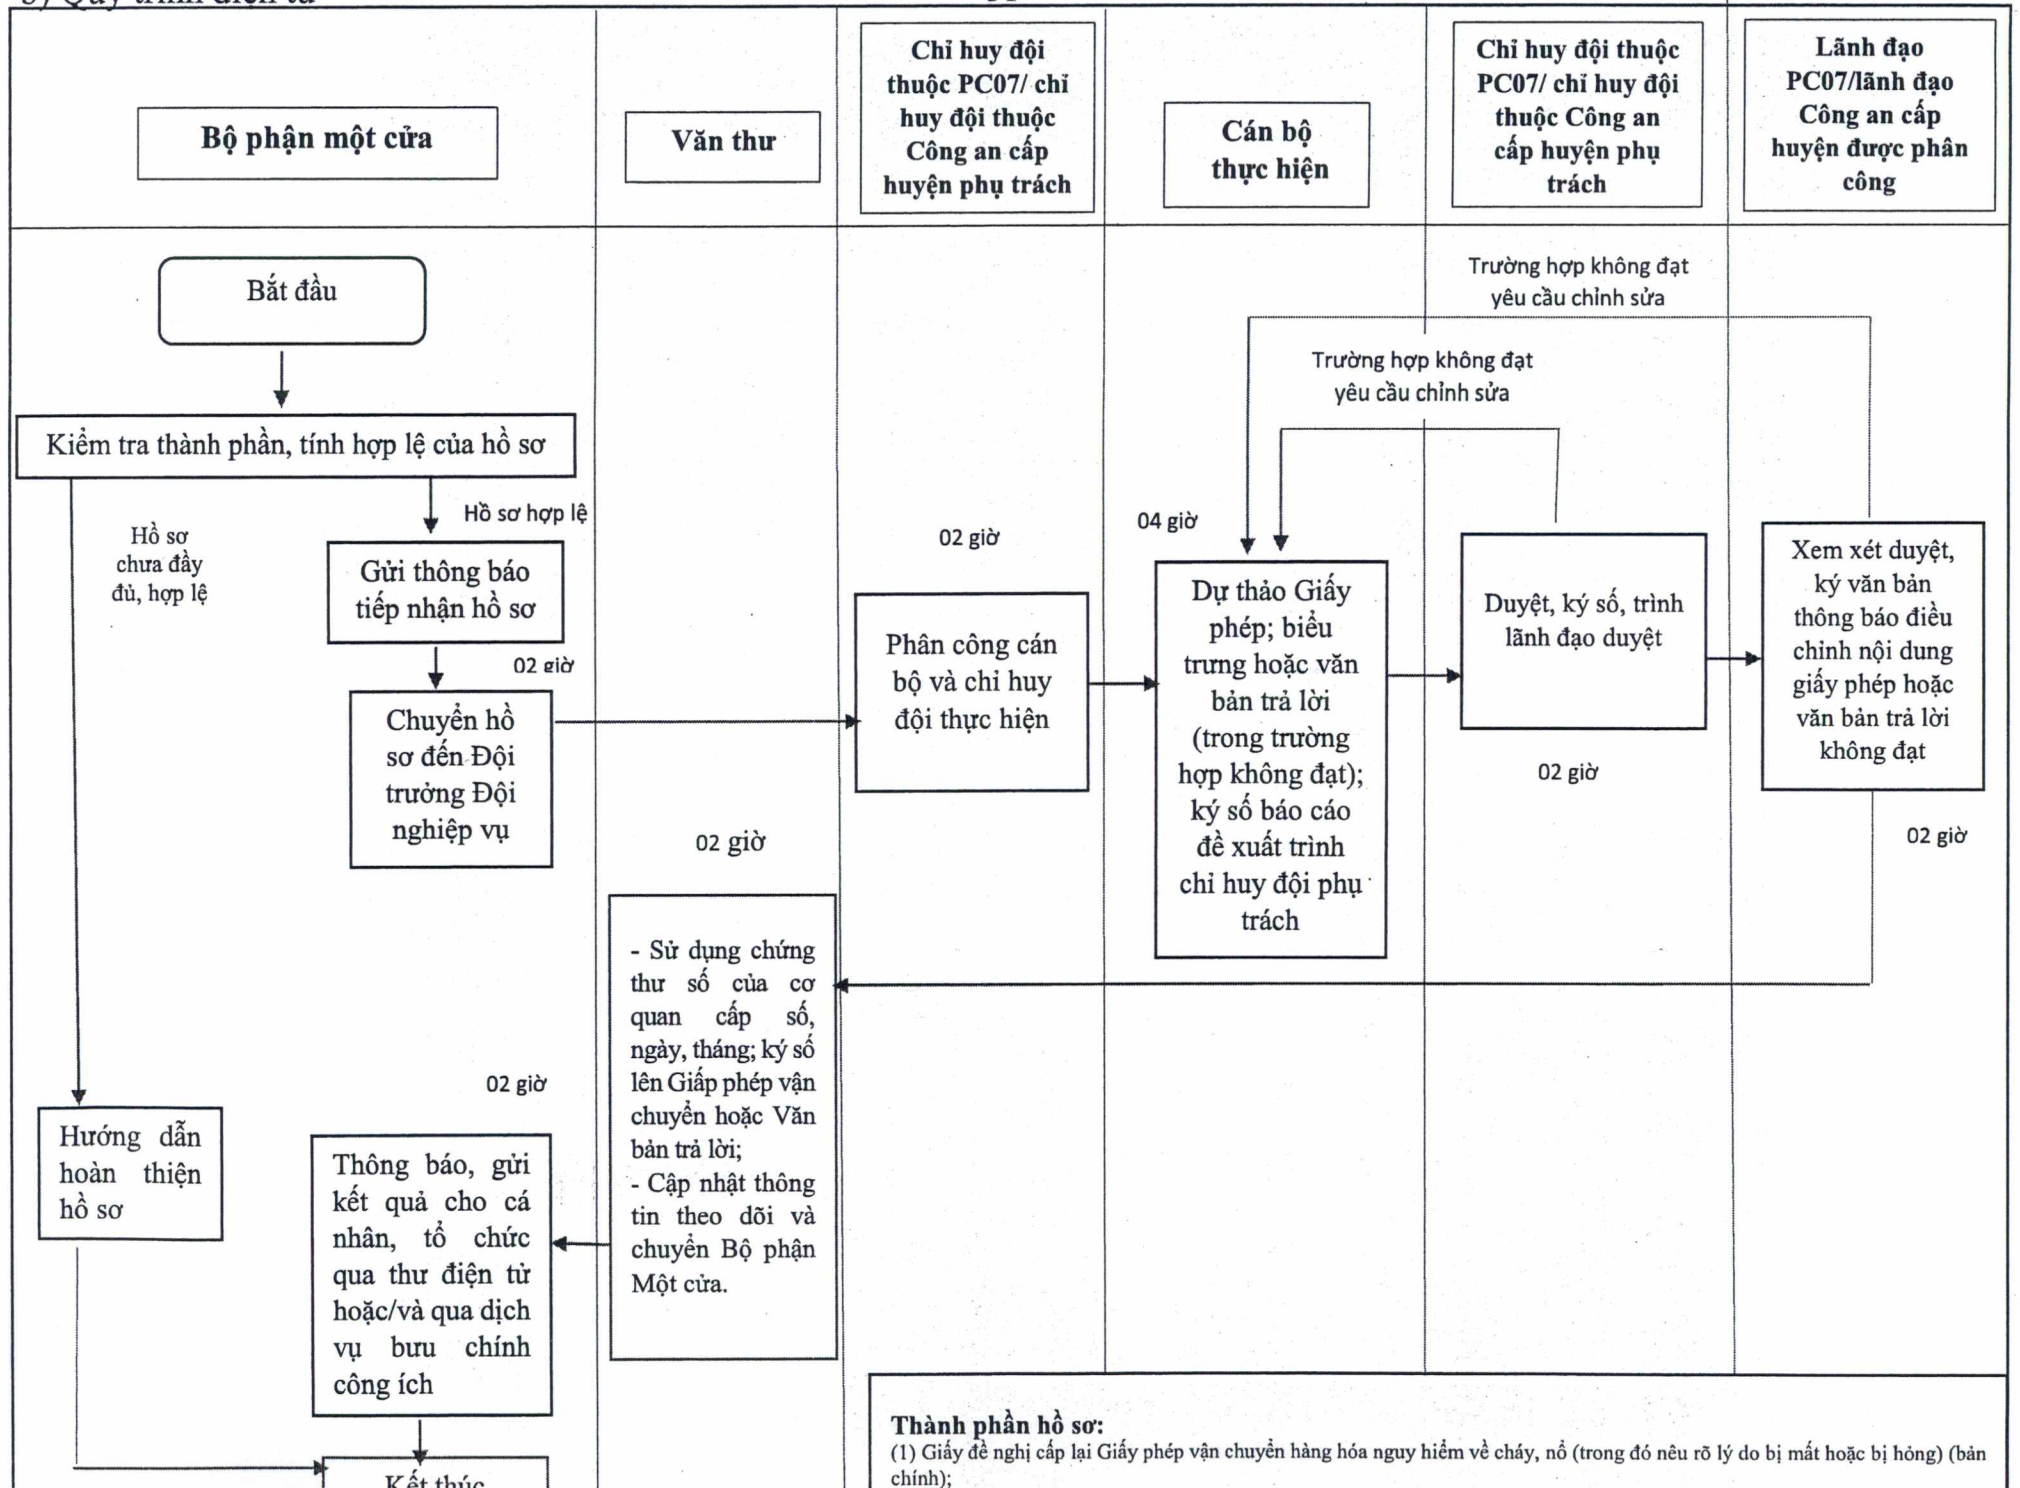 b) Quy trình điện tử
Bộ phận một cửa
Văn thư
Chỉ huy đội
thuộc PC07/ chỉ
huy đội thuộc
Công an cấp
huyện phụ trách
Cán bộ
thực hiện
Chỉ huy đội thuộc
PC07/ chỉ huy đội
thuộc Công an
cấp huyện phụ
trách
Lãnh đạo
PC07/lãnh đạo
Công an cấp
huyện được phân
công
Bắt đầu
Trường hợp không đạt
yêu cầu chỉnh sửa
Trường hợp không đạt
yêu cầu chỉnh sửa
Kiểm tra thành phần, tính hợp lệ của hồ sơ
Hồ sơ
chưa đầy
đủ, hợp lệ
Hồ sơ hợp lệ
Gửi thông báo
tiếp nhận hồ sơ
02 giờ
Chuyển hồ
sơ đến Đội
trưởng Đội
nghiệp vụ
02 giờ
Phân công cán
bộ và chỉ huy
đội thực hiện
04 giờ
Dự thảo Giấy
phép; biểu
trưng hoặc văn
bản trả lời
(trong trường
hợp không đạt);
ký số báo cáo
đề xuất trình
chỉ huy đội phụ
trách
Duyệt, ký số, trình
lãnh đạo duyệt
02 giờ
Xem xét duyệt,
ký văn bản
thông báo điều
chỉnh nội dung
giấy phép hoặc
văn bản trả lời
không đạt
02 giờ
02 giờ
- Sử dụng chứng
thư số của cơ
quan cấp số,
ngày, tháng; ký số
lên Giấp phép vận
chuyển hoặc Văn
bản trả lời;
- Cập nhật thông
tin theo dõi và
chuyển Bộ phận
Một cửa.
02 giờ
Hướng dẫn
hoàn thiện
hồ sơ
Thông báo, gửi
kết quả cho cá
nhân, tổ chức
qua thư điện tử
hoặc/và qua dịch
vụ bưu chính
công ích
Kết thúc
Thành phần hồ sơ:
(1) Giấy đề nghị cấp lại Giấy phép vận chuyển hàng hóa nguy hiểm về cháy, nổ (trong đó nêu rõ lý do bị mất hoặc bị hỏng) (bản
chính);